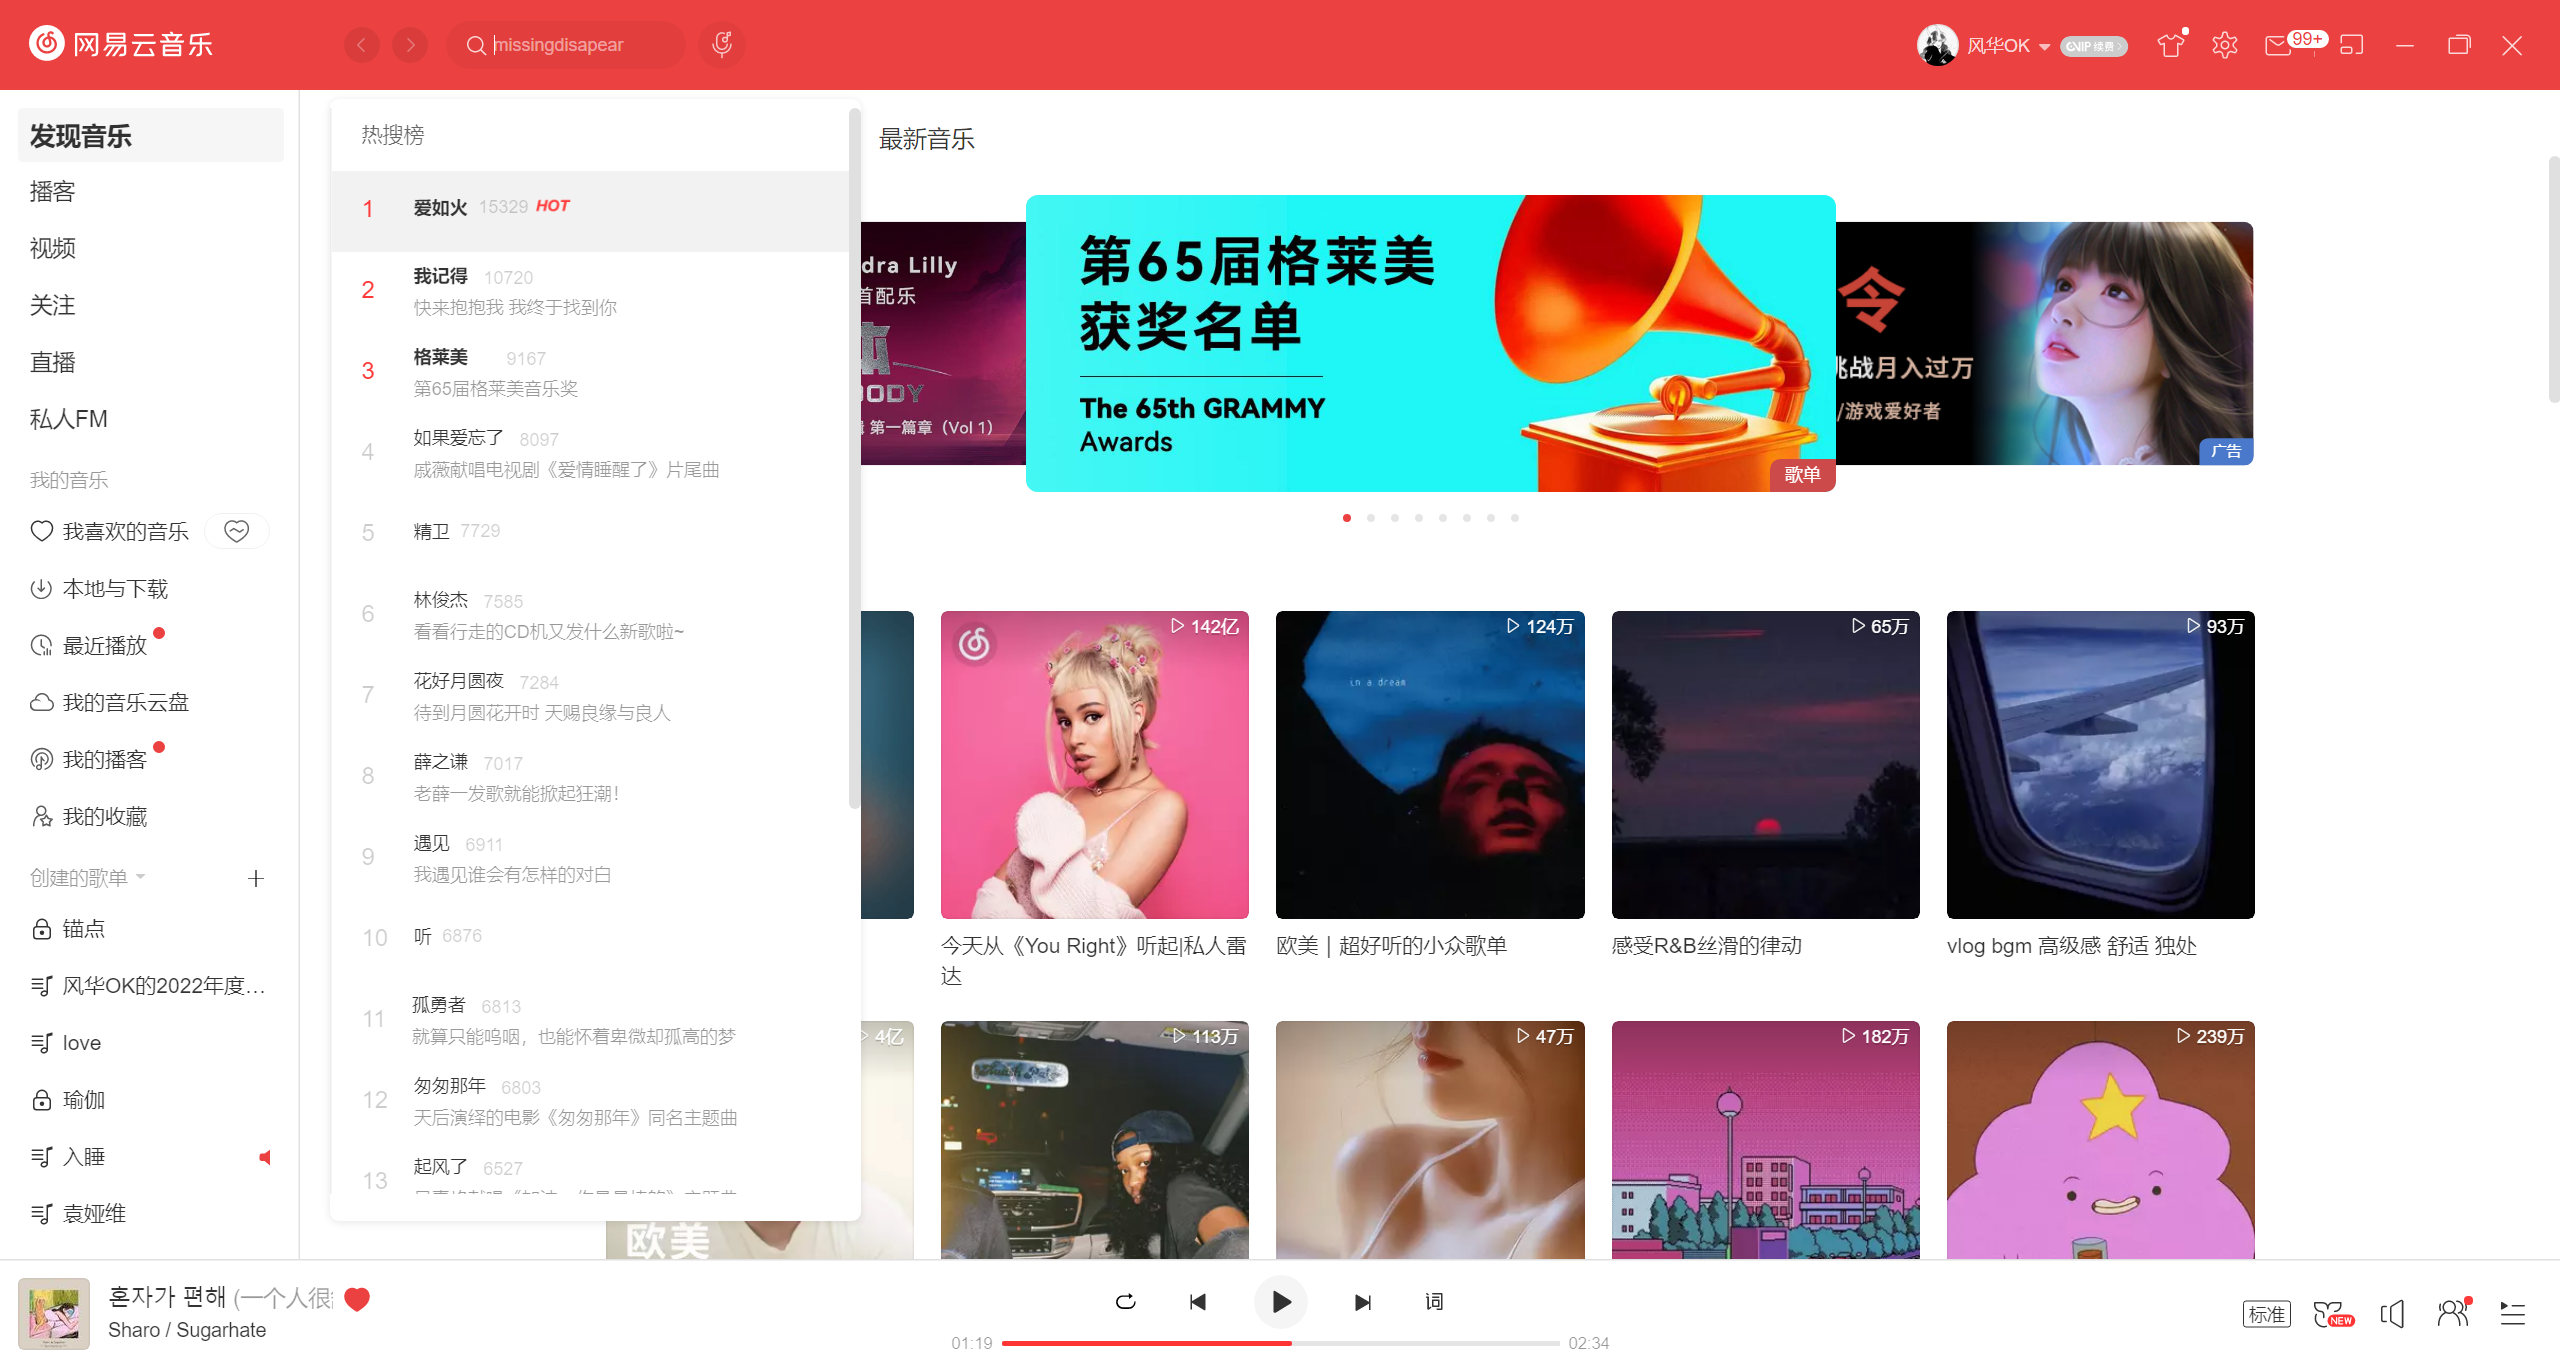 网易云音乐
missingdisapear
风华OK
VIP 续费
99+
发现音乐
播客
视频
关注
直播
私人FM
我的音乐
我喜欢的音乐
本地与下载
最近播放
我的音乐云盘
我的播客
我的收藏
创建的歌单
锚点
风华OK的2022年度...
love
瑜伽
入睡
袁娅维
热搜榜
1 爱如火 15329 HOT
2 我记得 10720
快来抱抱我 我终于找到你
3 格莱美 9167
第65届格莱美音乐奖
4 如果爱忘了 8097
戚薇献唱电视剧《爱情睡醒了》片尾曲
5 精卫 7729
6 林俊杰 7585
看看行走的CD机又发什么新歌啦~
7 花好月圆夜 7284
待到月圆花开时 天赐良缘与良人
8 薛之谦 7017
老薛一发歌就能掀起狂潮！
9 遇见 6911
我遇见谁会有怎样的对白
10 听 6876
11 孤勇者 6813
就算只能呜咽，也能怀着卑微却孤高的梦
12 匆匆那年 6803
天后演绎的电影《匆匆那年》同名主题曲
13 起风了 6527
最新音乐
dra Lilly
首配乐
ODY
第一篇章（Vol 1）
第65届格莱美
获奖名单
The 65th GRAMMY
Awards
歌单
令
挑战月入过万
/游戏爱好者
广告
142亿
124万
65万
93万
in a dream
今天从《You Right》听起|私人雷
达
欧美 | 超好听的小众歌单
感受R&B丝滑的律动
vlog bgm 高级感 舒适 独处
4亿
113万
47万
182万
239万
欧美
혼자가 편해 (一个人很
Sharo / Sugarhate
词
01:19
02:34
标准
NEW